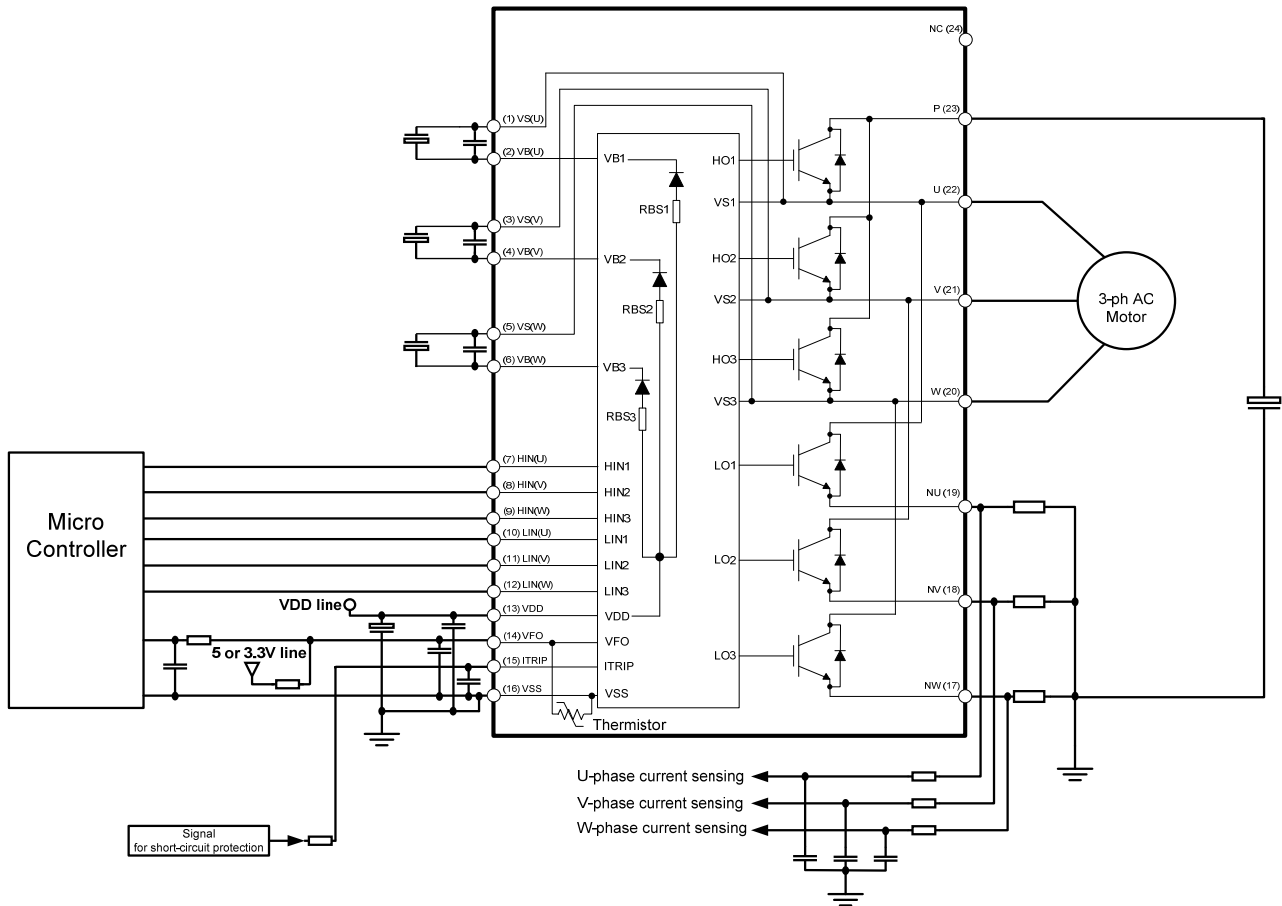 NC (24)
(1) VS(U)
(2) VB(U)
(3) VS(V)
(4) VB(V)
(5) VS(W)
(6) VB(W)
(7) HIN(U)
(8) HIN(V)
(9) HIN(W)
(10) LIN(U)
(11) LIN(V)
(12) LIN(W)
(13) VDD
(14) VFO
(15) ITRIP
(16) VSS
VB1
RBS1
VB2
RBS2
VB3
RBS3
HIN1
HIN2
HIN3
LIN1
LIN2
LIN3
VDD
VFO
ITRIP
VSS
Thermistor
HO1
VS1
HO2
VS2
HO3
VS3
LO1
LO2
LO3
P (23)
U (22)
V (21)
W (20)
NU (19)
NV (18)
NW (17)
3-ph AC
Motor
Micro
Controller
VDD line
5 or 3.3V line
Signal
for short-circuit protection
U-phase current sensing
V-phase current sensing
W-phase current sensing